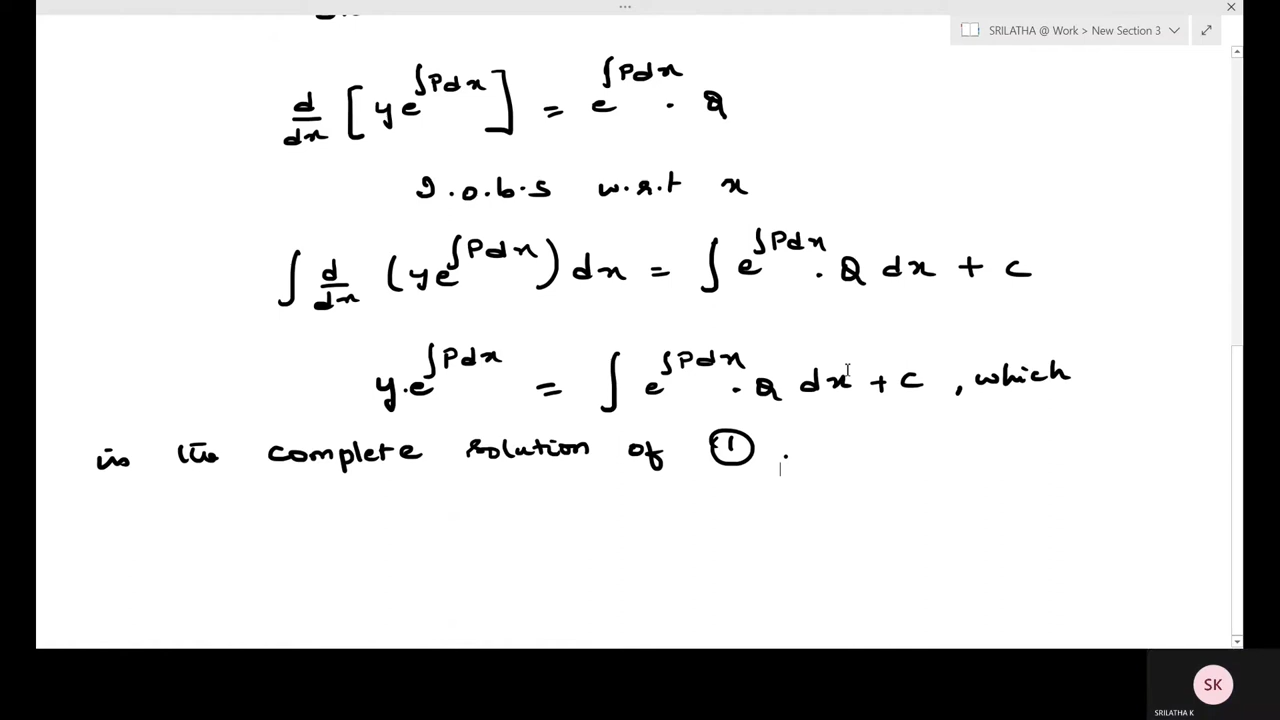 SRILATHA @ Work > New Section 3
d/dx [y e^{∫Pdx}] = e^{∫Pdx} . Q
I.o.b.s w.r.t x
∫ d/dx (y e^{∫Pdx}) dx = ∫ e^{∫Pdx} . Q dx + c
y.e^{∫Pdx} = ∫ e^{∫Pdx} . Q dx + c , which
is the complete solution of ① .
SK
SRILATHA K